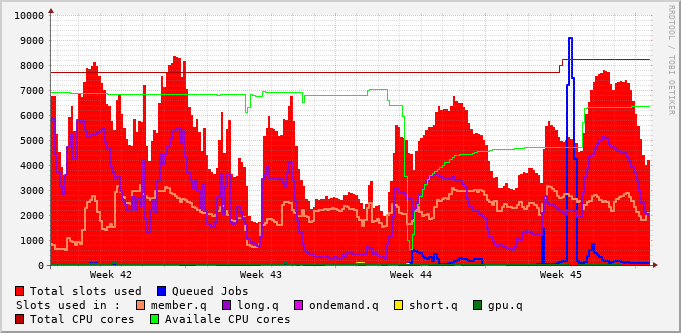 RRDTOOL / TOBI OETIKER
10000
9000
8000
7000
6000
5000
4000
3000
2000
1000
0
Week 42 Week 43 Week 44 Week 45
Total slots used Queued Jobs
Slots used in : member.q long.q ondemand.q short.q gpu.q
Total CPU cores Availale CPU cores